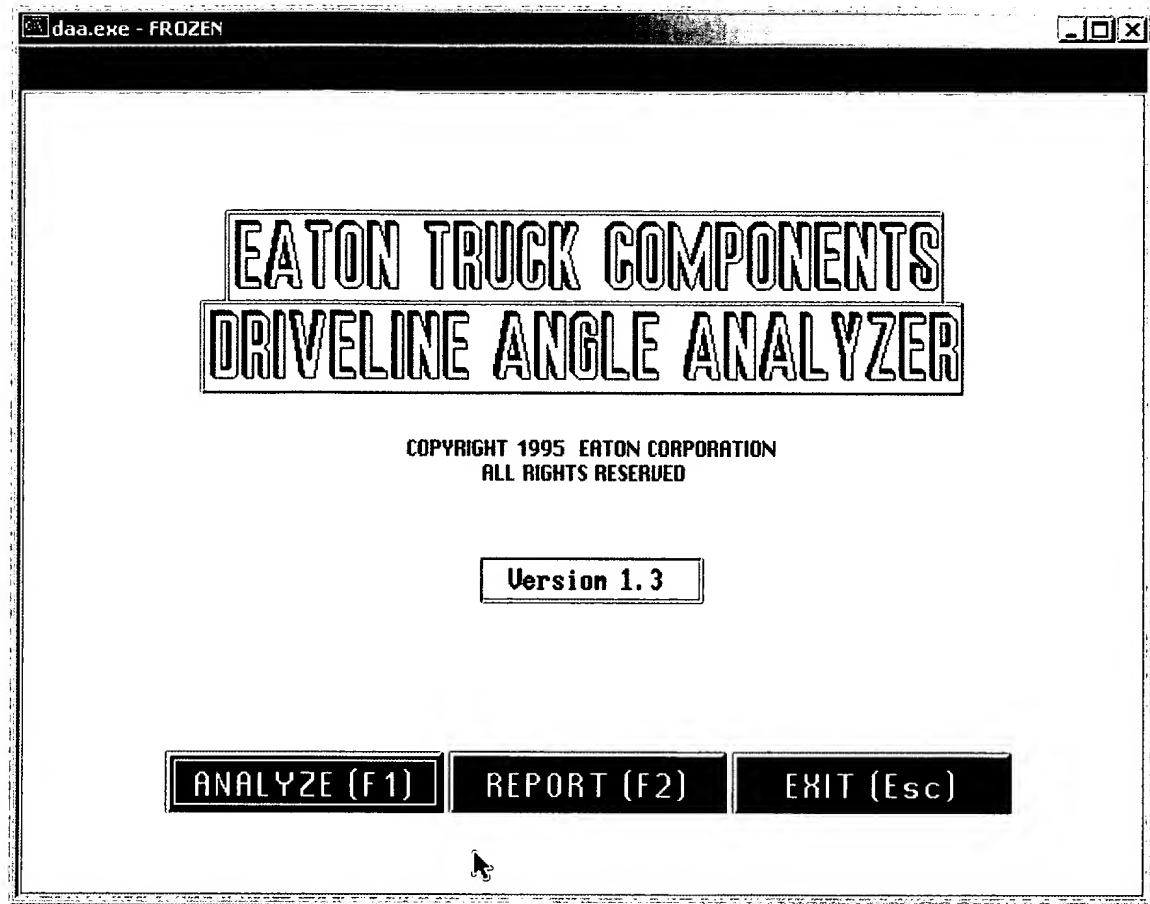 daa.exe - FROZEN
EATON TRUCK COMPONENTS
DRIVELINE ANGLE ANALYZER
COPYRIGHT 1995 EATON CORPORATION
ALL RIGHTS RESERVED
Version 1.3
ANALYZE (F1) REPORT (F2) EXIT (Esc)